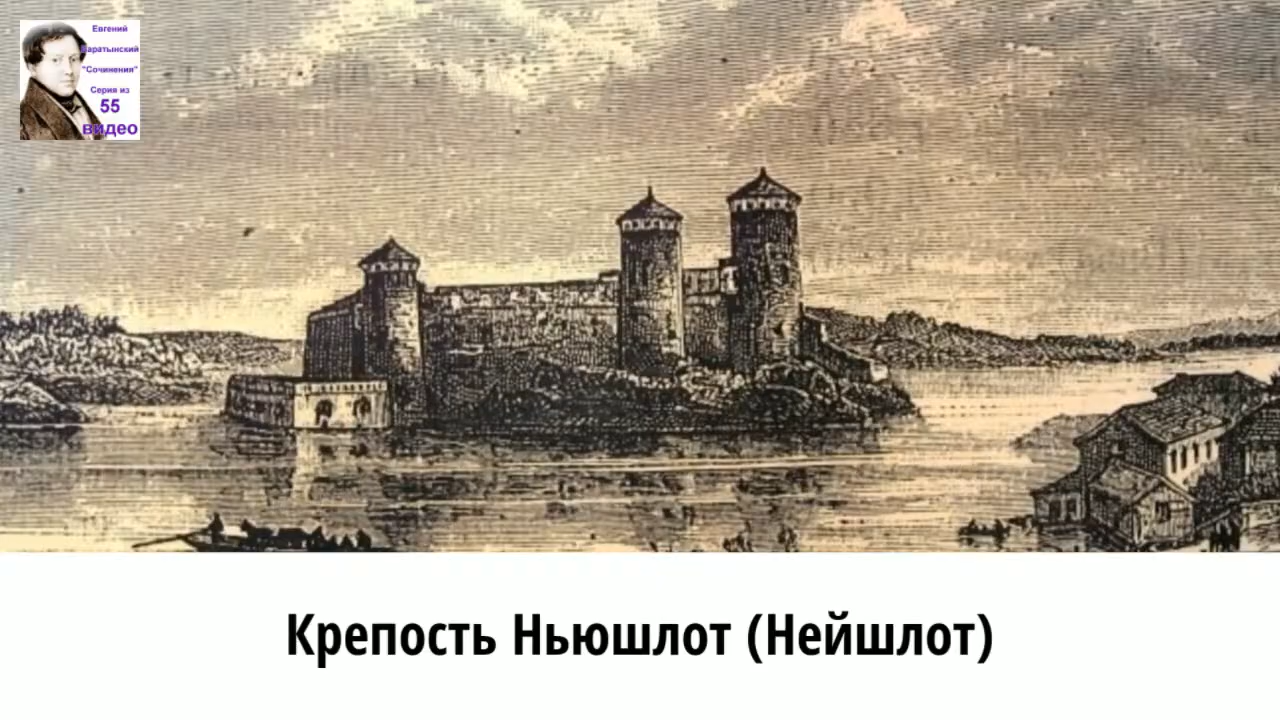 Евгений
Баратынский
"Сочинения"
Серия из
55
видео
Крепость Ньюшлот (Нейшлот)